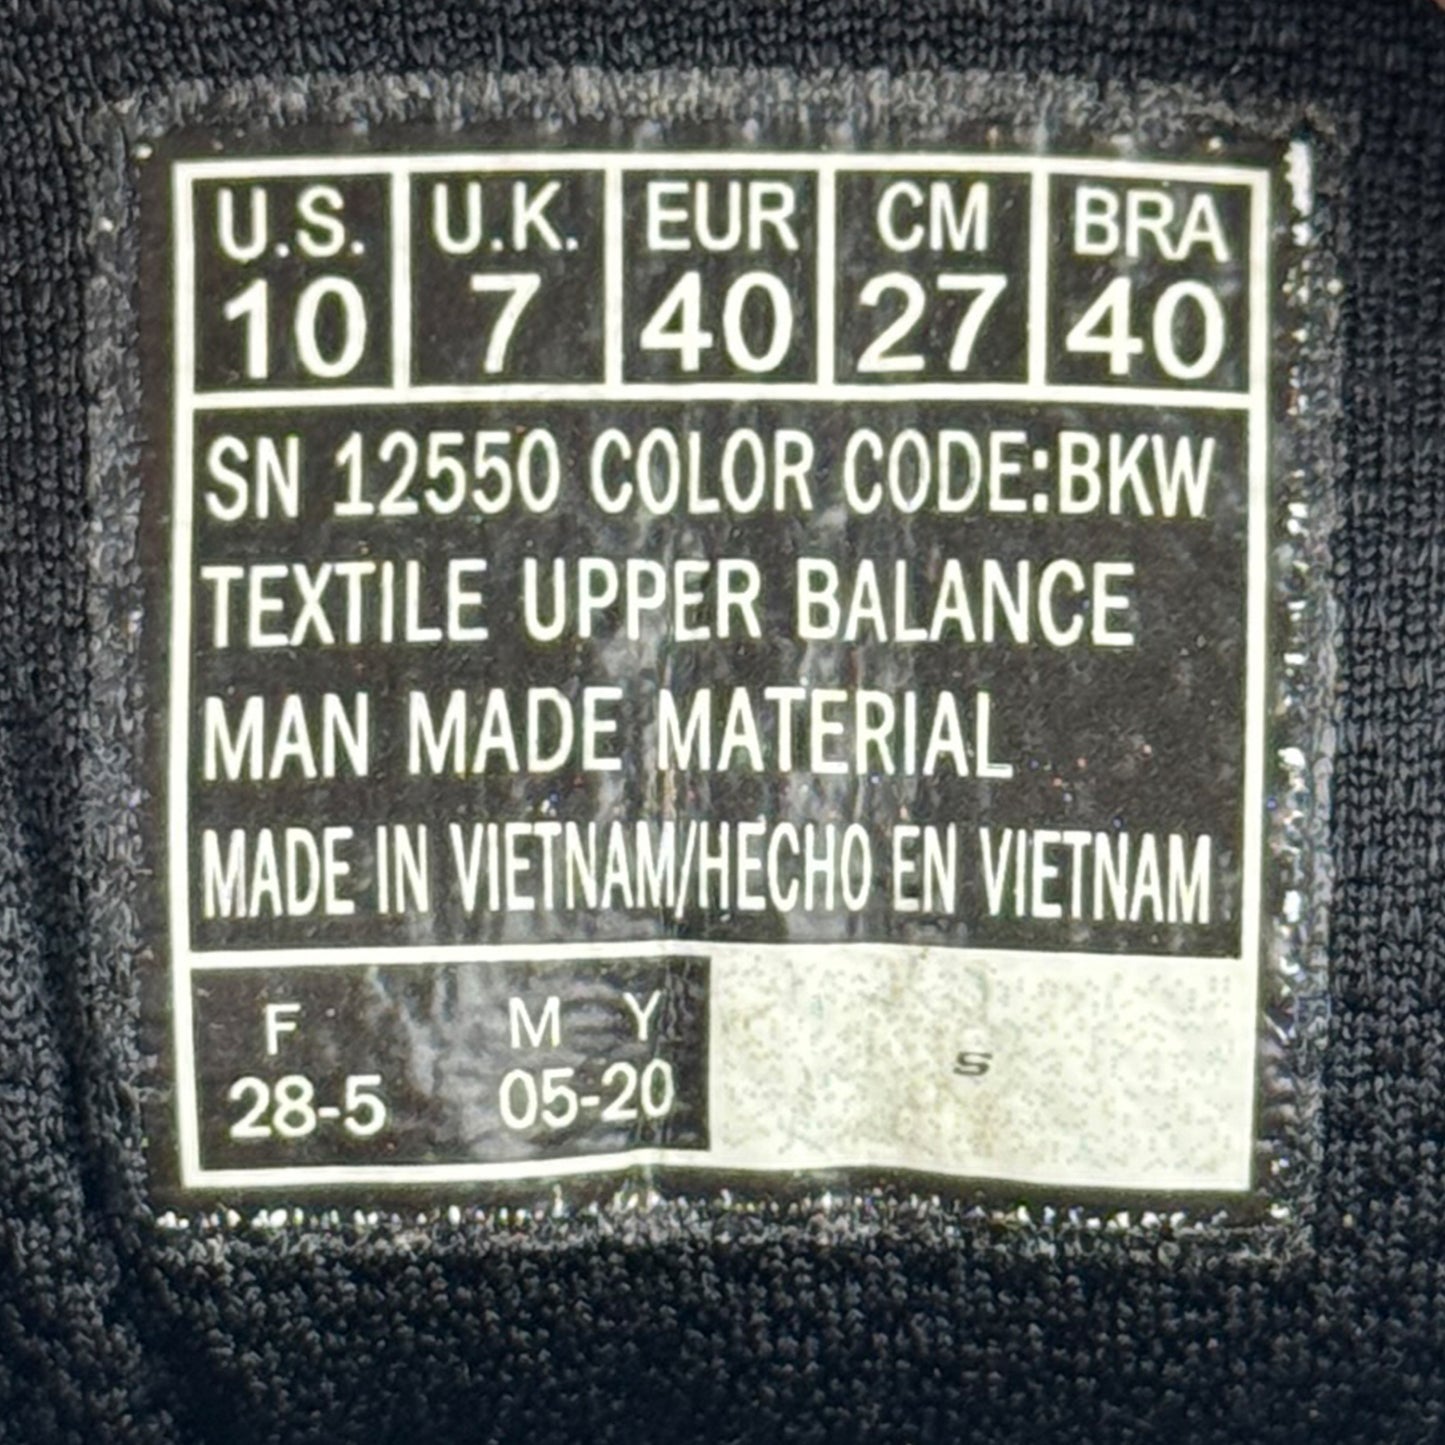 U.S. U.K. EUR CM BRA
10 7 40 27 40
SN 12550 COLOR CODE:BKW
TEXTILE UPPER BALANCE
MAN MADE MATERIAL
MADE IN VIETNAM/HECHO EN VIETNAM
F M Y
28-5 05-20
S